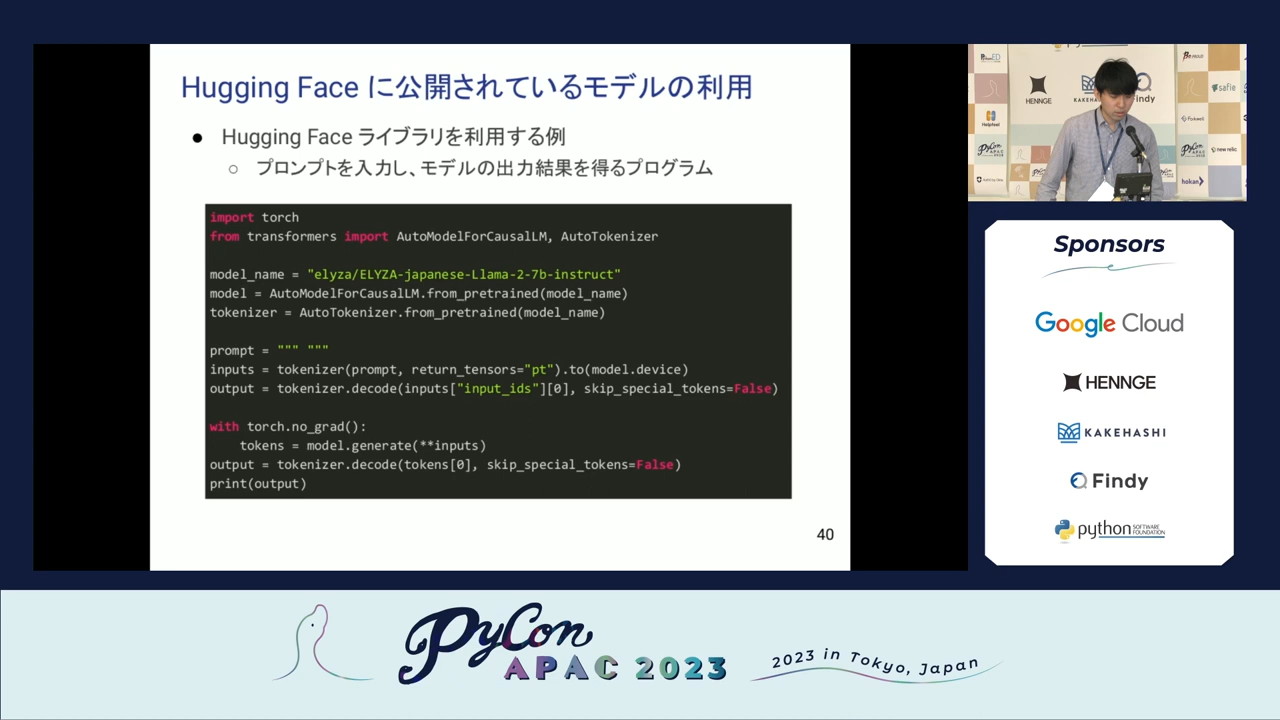 Hugging Face に公開されているモデルの利用
● Hugging Face ライブラリを利用する例
○ プロンプトを入力し、モデルの出力結果を得るプログラム
import torch
from transformers import AutoModelForCausalLM, AutoTokenizer
model_name = "elyza/ELYZA-japanese-Llama-2-7b-instruct"
model = AutoModelForCausalLM.from_pretrained(model_name)
tokenizer = AutoTokenizer.from_pretrained(model_name)
prompt = """ """
inputs = tokenizer(prompt, return_tensors="pt").to(model.device)
output = tokenizer.decode(inputs["input_ids"][0], skip_special_tokens=False)
with torch.no_grad():
    tokens = model.generate(**inputs)
output = tokenizer.decode(tokens[0], skip_special_tokens=False)
print(output)
40
HENNGE
Findy
safie
new relic
hokan
Sponsors
Google Cloud
HENNGE
KAKEHASHI
Findy
python SOFTWARE FOUNDATION
PyCon
APAC 2023
2023 in Tokyo, Japan